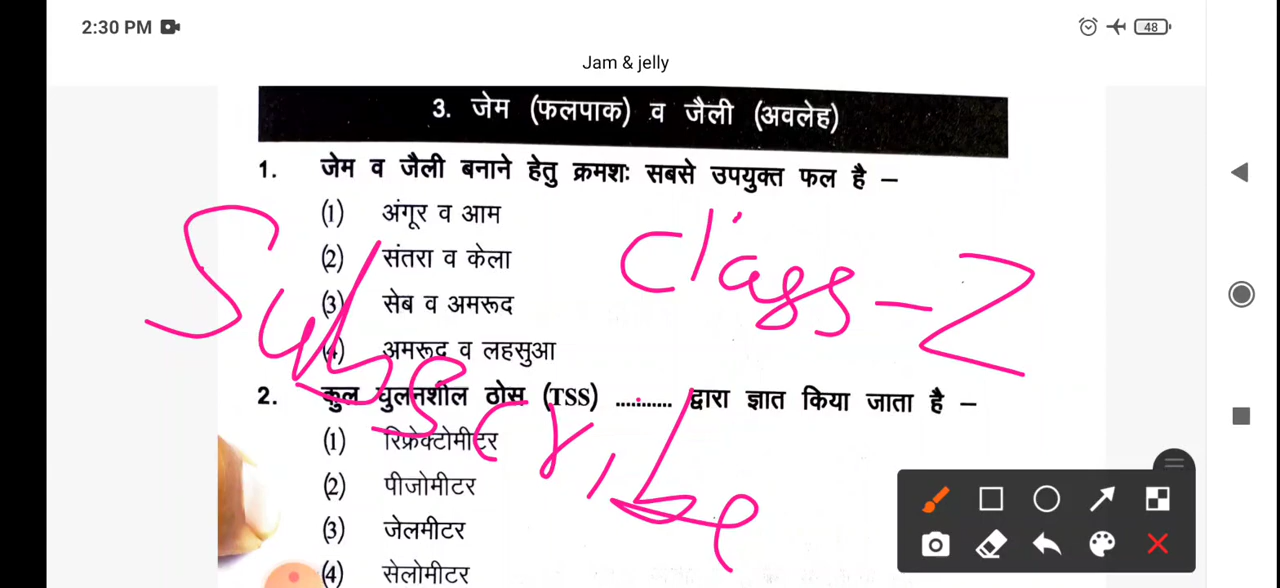 2:30 PM
48
Jam & jelly
3. जेम (फलपाक) व जैली (अवलेह)
1. जेम व जैली बनाने हेतु क्रमशः सबसे उपयुक्त फल है –
(1) अंगूर व आम
(2) संतरा व केला
(3) सेब व अमरूद
(4) अमरूद व लहसुआ
class-2
Subscribe
2. कुल घुलनशील ठोस (TSS) ........... द्वारा ज्ञात किया जाता है –
(1) रिफ्रेक्टोमीटर
(2) पीजोमीटर
(3) जेलमीटर
(4) सेलोमीटर